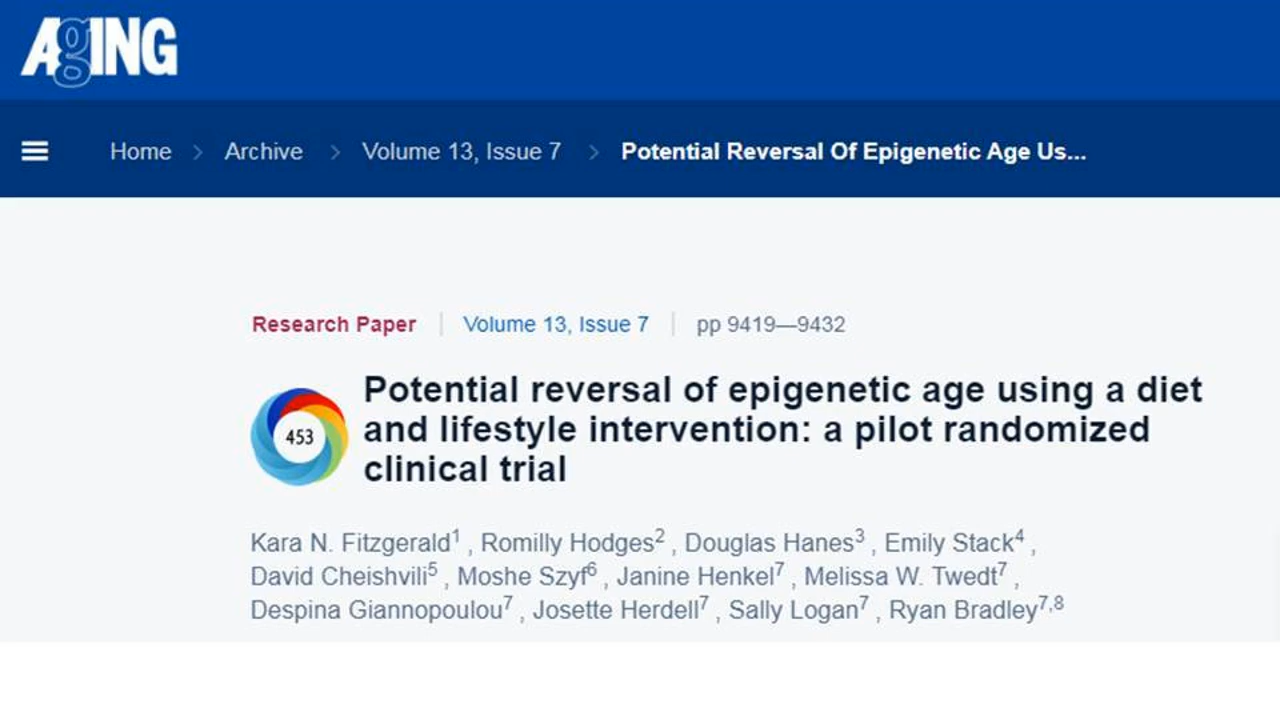 AgING
Home > Archive > Volume 13, Issue 7 > Potential Reversal Of Epigenetic Age Us...
Research Paper | Volume 13, Issue 7 | pp 9419—9432
Potential reversal of epigenetic age using a diet
453
and lifestyle intervention: a pilot randomized
clinical trial
Kara N. Fitzgerald1 , Romilly Hodges2 , Douglas Hanes3 , Emily Stack4 ,
David Cheishvili5 , Moshe Szyf6 , Janine Henkel7 , Melissa W. Twedt7 ,
Despina Giannopoulou7 , Josette Herdell7 , Sally Logan7 , Ryan Bradley7,8